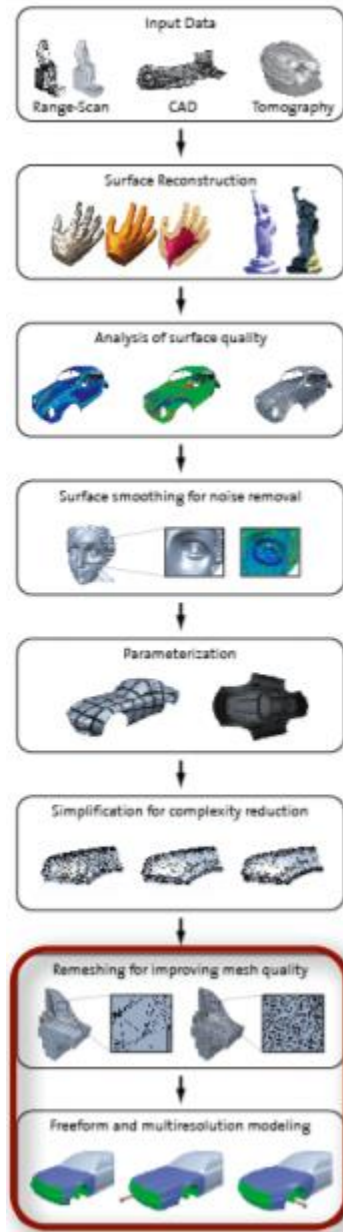 Input Data
Range-Scan CAD Tomography
Surface Reconstruction
Analysis of surface quality
Surface smoothing for noise removal
Parameterization
Simplification for complexity reduction
Remeshing for improving mesh quality
Freeform and multiresolution modeling